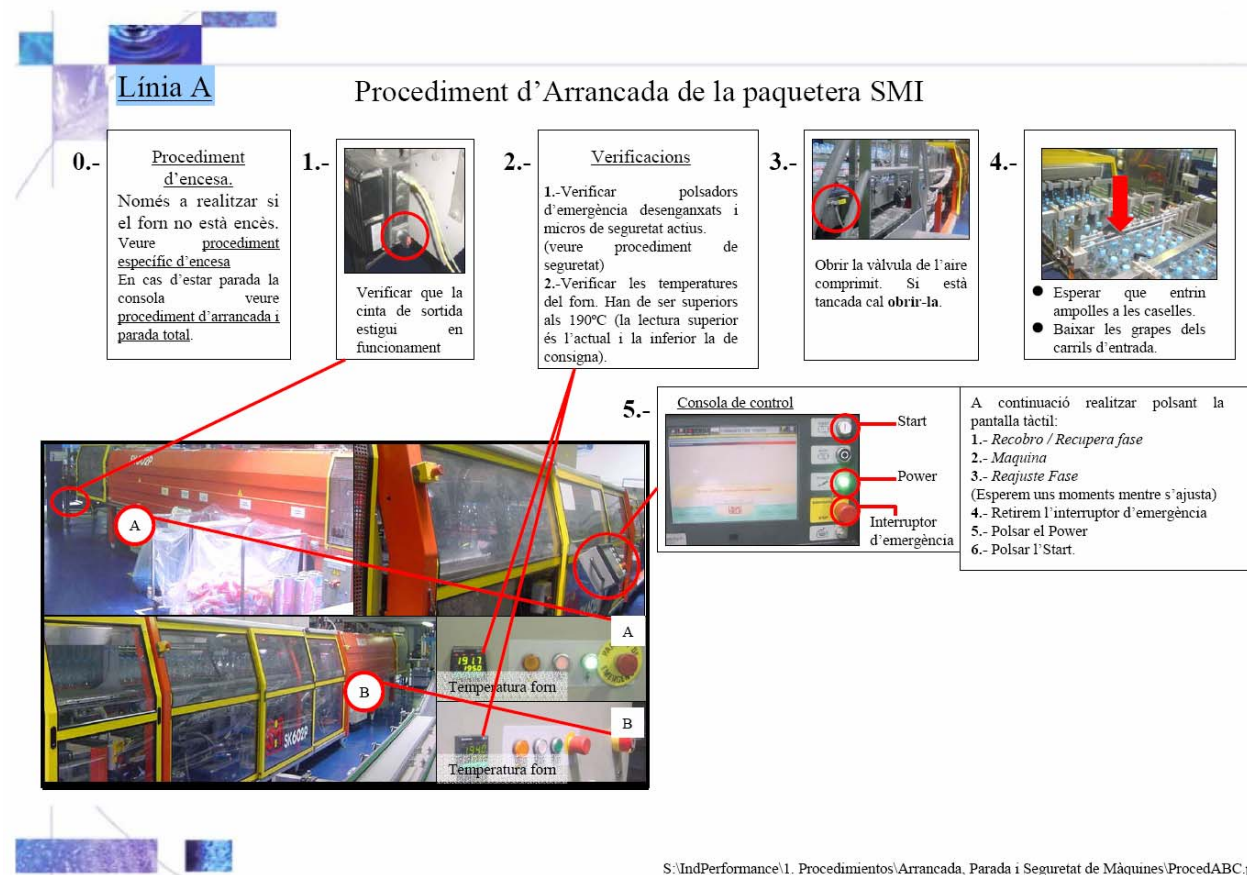 Línia A
Procediment d’Arrancada de la paquetera SMI
0.-
Procediment
d’encesa.
Només a realitzar si
el forn no està encès.
Veure procediment
específic d’encesa
En cas d’estar parada la
consola veure
procediment d’arrancada i
parada total.
1.-
Verificar que la
cinta de sortida
estigui en
funcionament
2.-
Verificacions
1.-Verificar polsadors
d’emergència desenganxats i
micros de seguretat actius.
(veure procediment de
seguretat)
2.-Verificar les temperatures
del forn. Han de ser superiors
als 190ºC (la lectura superior
és l’actual i la inferior la de
consigna).
3.-
Obrir la vàlvula de l’aire
comprimit. Si està
tancada cal obrir-la.
4.-
● Esperar que entrin
ampolles a les caselles.
● Baixar les grapes dels
carrils d’entrada.
5.-
Consola de control
Start
Power
Interruptor
d’emergència
A continuació realitzar polsant la
pantalla tàctil:
1.- Recobro / Recupera fase
2.- Maquina
3.- Reajuste Fase
(Esperem uns moments mentre s’ajusta)
4.- Retirem l’interruptor d’emergència
5.- Polsar el Power
6.- Polsar l’Start.
SK602P
A
A
1917
1950
Temperatura forn
B
SK602P
B
1940
Temperatura forn
S:\IndPerformance\1. Procedimientos\Arrancada, Parada i Seguretat de Màquines\ProcedABC.p